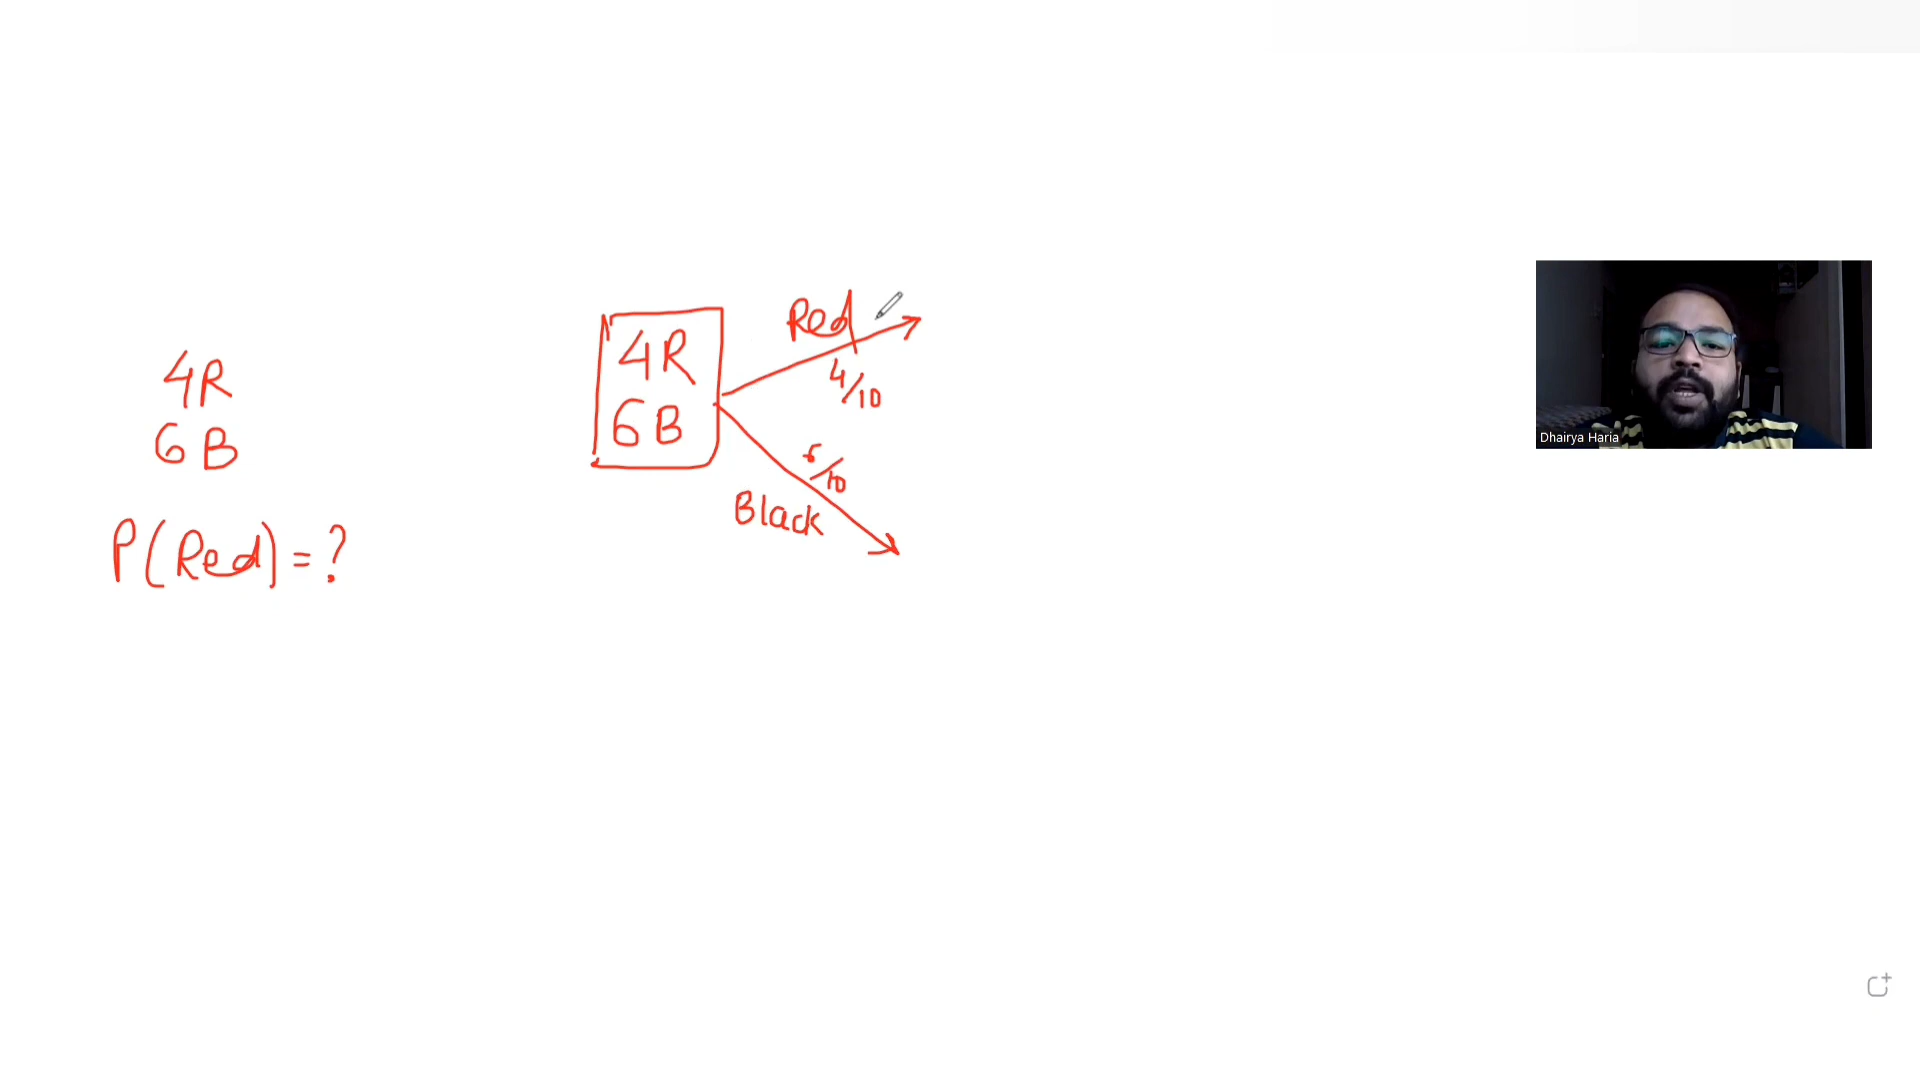 4R
6B
P(Red)=?
4R
6B
Red
4/10
6/10
Black
Dhairya Haria